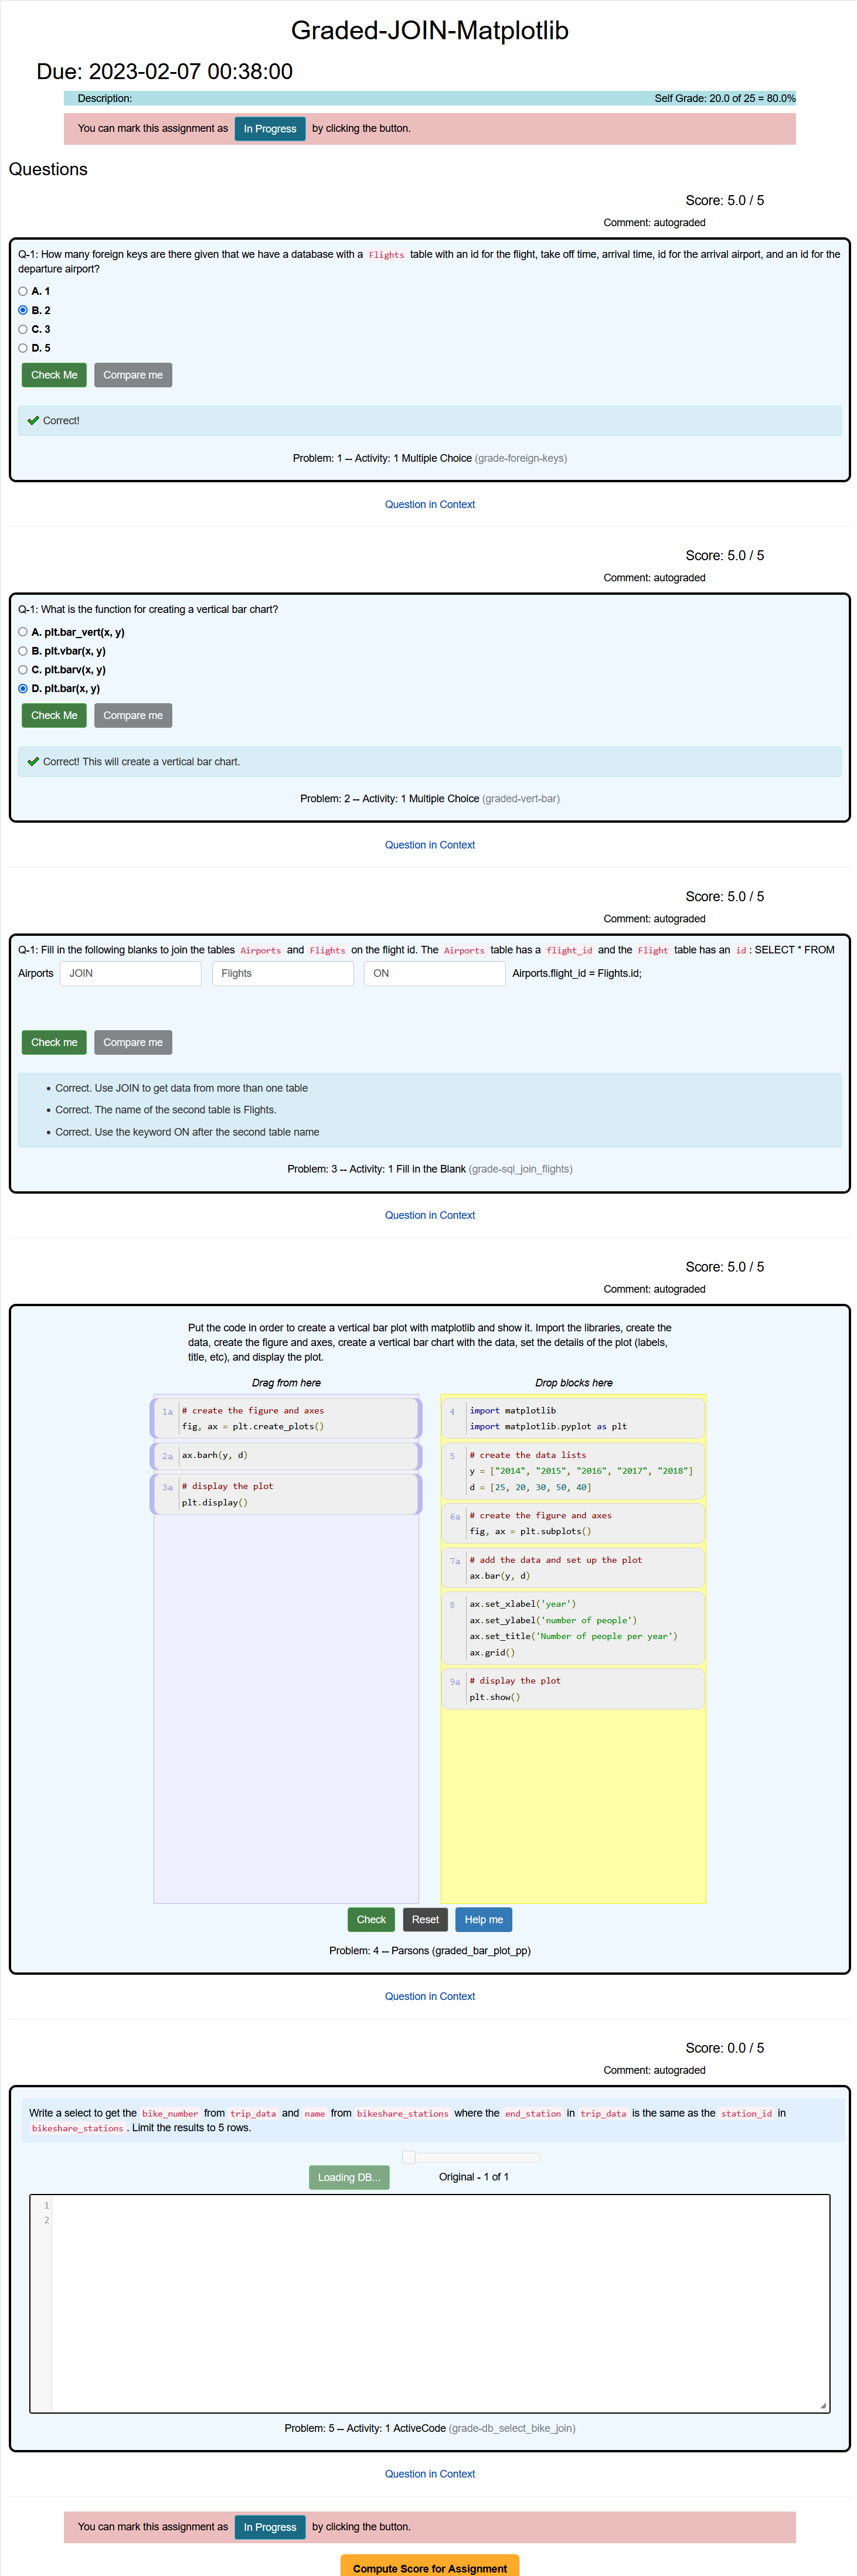 Graded-JOIN-Matplotlib
Due: 2023-02-07 00:38:00
Description: Self Grade: 20.0 of 25 = 80.0%
You can mark this assignment as In Progress by clicking the button.
Questions
Score: 5.0 / 5
Comment: autograded
Q-1: How many foreign keys are there given that we have a database with a Flights table with an id for the flight, take off time, arrival time, id for the arrival airport, and an id for the
departure airport?
A. 1
B. 2
C. 3
D. 5
Check Me Compare me
Correct!
Problem: 1 -- Activity: 1 Multiple Choice (grade-foreign-keys)
Question in Context
Score: 5.0 / 5
Comment: autograded
Q-1: What is the function for creating a vertical bar chart?
A. plt.bar_vert(x, y)
B. plt.vbar(x, y)
C. plt.barv(x, y)
D. plt.bar(x, y)
Check Me Compare me
Correct! This will create a vertical bar chart.
Problem: 2 -- Activity: 1 Multiple Choice (graded-vert-bar)
Question in Context
Score: 5.0 / 5
Comment: autograded
Q-1: Fill in the following blanks to join the tables Airports and Flights on the flight id. The Airports table has a flight_id and the Flight table has an id : SELECT * FROM
Airports JOIN Flights ON Airports.flight_id = Flights.id;
Check me Compare me
Correct. Use JOIN to get data from more than one table
Correct. The name of the second table is Flights.
Correct. Use the keyword ON after the second table name
Problem: 3 -- Activity: 1 Fill in the Blank (grade-sql_join_flights)
Question in Context
Score: 5.0 / 5
Comment: autograded
Put the code in order to create a vertical bar plot with matplotlib and show it. Import the libraries, create the
data, create the figure and axes, create a vertical bar chart with the data, set the details of the plot (labels,
title, etc), and display the plot.
Drag from here
1a # create the figure and axes
fig, ax = plt.create_plots()
2a ax.barh(y, d)
3a # display the plot
plt.display()
Drop blocks here
4 import matplotlib
import matplotlib.pyplot as plt
5 # create the data lists
y = ["2014", "2015", "2016", "2017", "2018"]
d = [25, 20, 30, 50, 40]
6a # create the figure and axes
fig, ax = plt.subplots()
7a # add the data and set up the plot
ax.bar(y, d)
8 ax.set_xlabel('year')
ax.set_ylabel('number of people')
ax.set_title('Number of people per year')
ax.grid()
9a # display the plot
plt.show()
Check Reset Help me
Problem: 4 -- Parsons (graded_bar_plot_pp)
Question in Context
Score: 0.0 / 5
Comment: autograded
Write a select to get the bike_number from trip_data and name from bikeshare_stations where the end_station in trip_data is the same as the station_id in
bikeshare_stations . Limit the results to 5 rows.
Loading DB... Original - 1 of 1
1
2
Problem: 5 -- Activity: 1 ActiveCode (grade-db_select_bike_join)
Question in Context
You can mark this assignment as In Progress by clicking the button.
Compute Score for Assignment